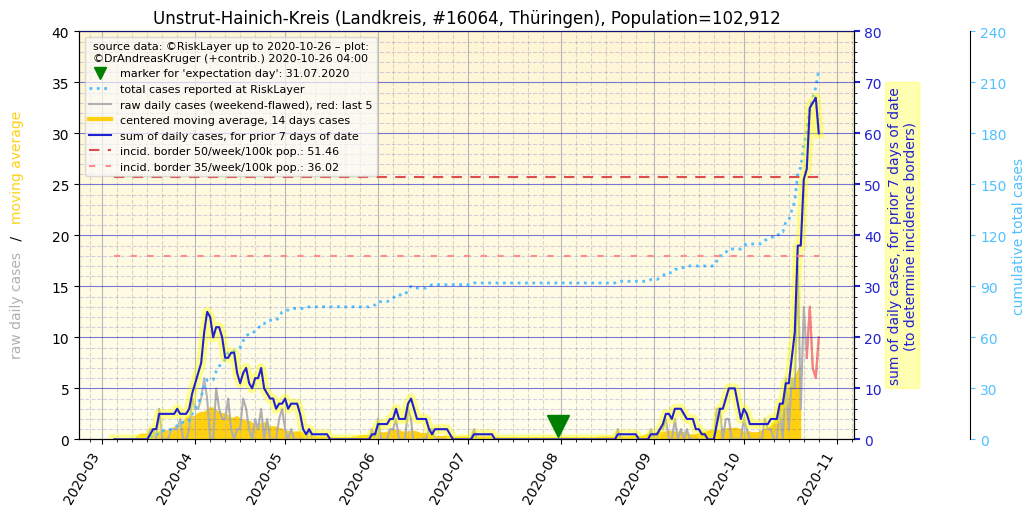 Unstrut-Hainich-Kreis (Landkreis, #16064, Thüringen), Population=102,912
source data: ©RiskLayer up to 2020-10-26 – plot:
©DrAndreasKruger (+contrib.) 2020-10-26 04:00
marker for 'expectation day': 31.07.2020
total cases reported at RiskLayer
raw daily cases (weekend-flawed), red: last 5
centered moving average, 14 days cases
sum of daily cases, for prior 7 days of date
incid. border 50/week/100k pop.: 51.46
incid. border 35/week/100k pop.: 36.02
raw daily cases / moving average
40
35
30
25
20
15
10
5
0
2020-03
2020-04
2020-05
2020-06
2020-07
2020-08
2020-09
2020-10
2020-11
80
70
60
50
40
30
20
10
0
sum of daily cases, for prior 7 days of date
(to determine incidence borders)
240
210
180
150
120
90
60
30
0
cumulative total cases